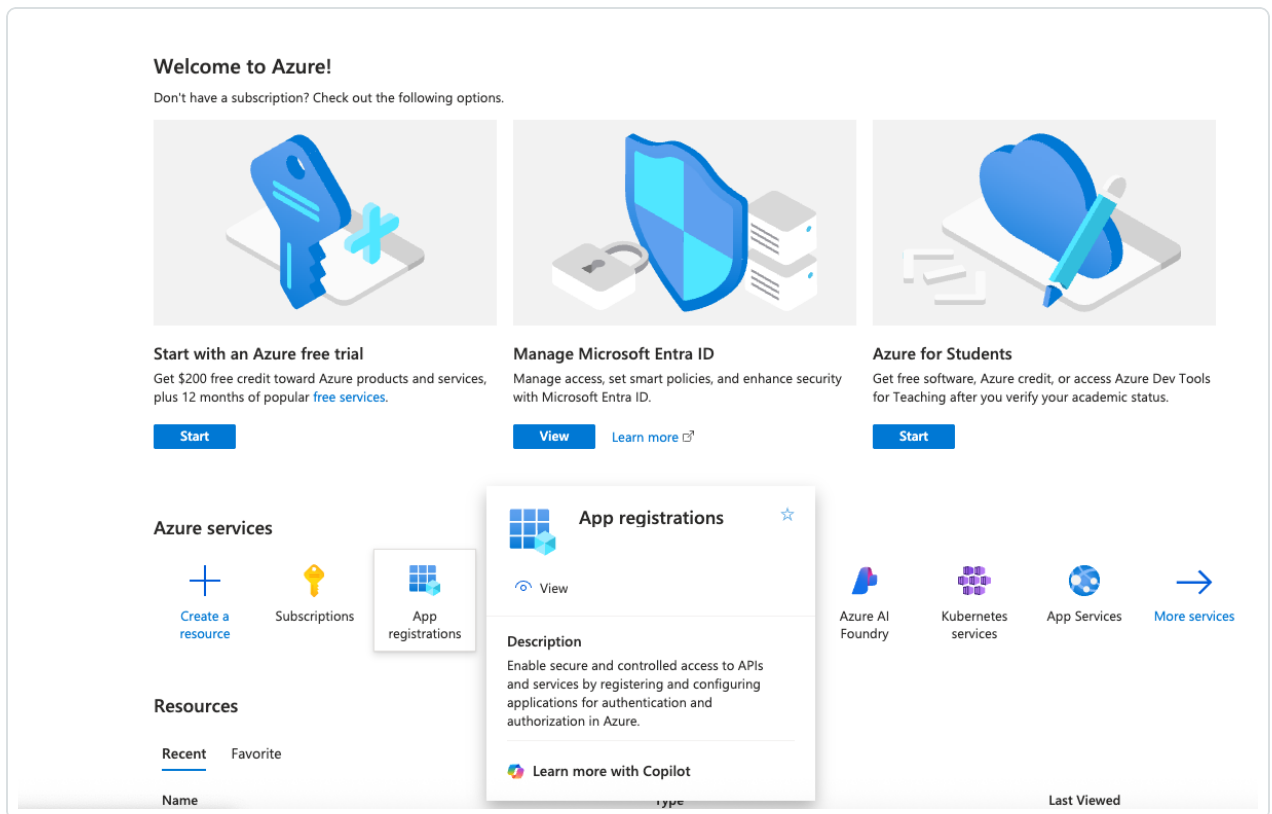 Welcome to Azure!
Don't have a subscription? Check out the following options.
Start with an Azure free trial
Get $200 free credit toward Azure products and services,
plus 12 months of popular free services.
Start
Manage Microsoft Entra ID
Manage access, set smart policies, and enhance security
with Microsoft Entra ID.
View
Learn more
Azure for Students
Get free software, Azure credit, or access Azure Dev Tools
for Teaching after you verify your academic status.
Start
Azure services
Create a
resource
Subscriptions
App
registrations
App registrations
View
Description
Enable secure and controlled access to APIs
and services by registering and configuring
applications for authentication and
authorization in Azure.
Learn more with Copilot
Azure AI
Foundry
Kubernetes
services
App Services
More services
Resources
Recent
Favorite
Name
Type
Last Viewed